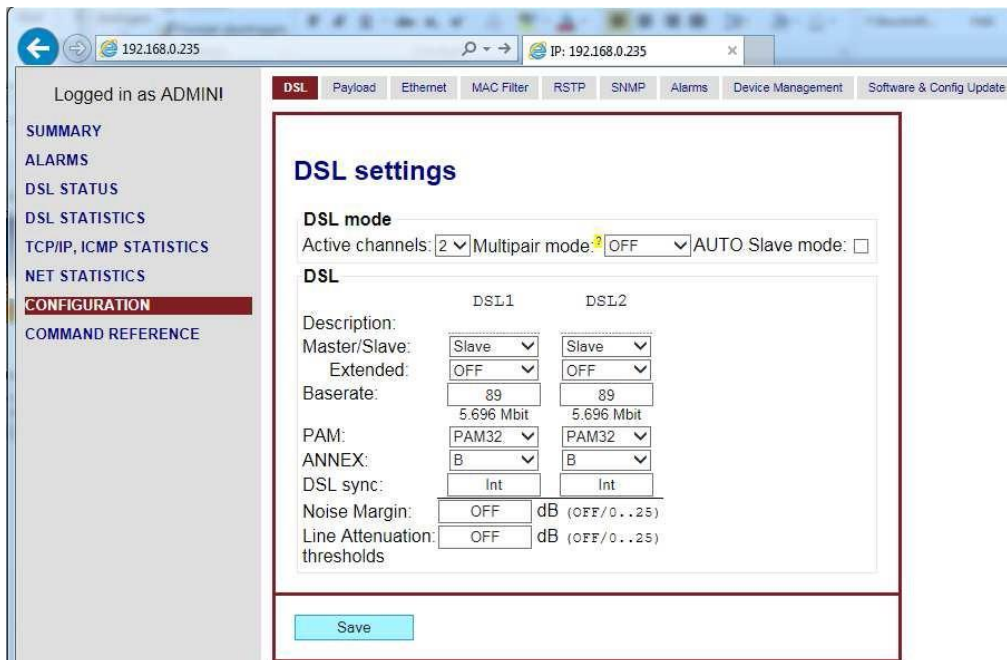 192.168.0.235
IP: 192.168.0.235
Logged in as ADMIN!
SUMMARY
ALARMS
DSL STATUS
DSL STATISTICS
TCP/IP, ICMP STATISTICS
NET STATISTICS
CONFIGURATION
COMMAND REFERENCE
DSL Payload Ethernet MAC Filter RSTP SNMP Alarms Device Management Software & Config Update
DSL settings
DSL mode
Active channels: 2 Multipair mode: ? OFF AUTO Slave mode:
DSL
DSL1 DSL2
Description:
Master/Slave: Slave Slave
Extended: OFF OFF
Baserate: 89 89
5.696 Mbit 5.696 Mbit
PAM: PAM32 PAM32
ANNEX: B B
DSL sync: Int Int
Noise Margin: OFF dB (OFF/0..25)
Line Attenuation: OFF dB (OFF/0..25)
thresholds
Save